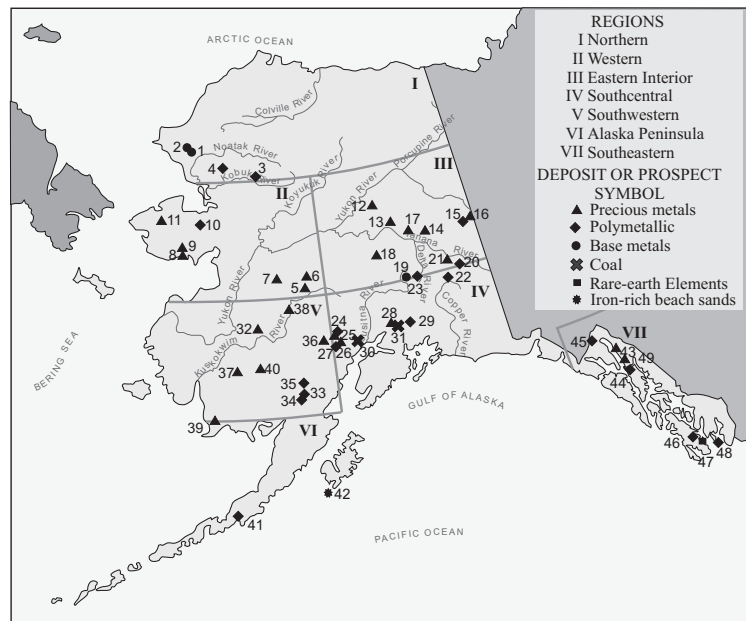 REGIONS
I Northern
II Western
III Eastern Interior
IV Southcentral
V Southwestern
VI Alaska Peninsula
VII Southeastern
DEPOSIT OR PROSPECT
SYMBOL
Precious metals
Polymetallic
Base metals
Coal
Rare-earth Elements
Iron-rich beach sands
ARCTIC OCEAN
I
Colville River
Noatak River
Porcupine River
2
1
4
3
Kobuk River
II
Koyukuk River
III
Yukon River
12
13
17
14
15
16
11
10
9
8
Tanana River
18
21
20
7
6
5
19
Delta River
23
22
IV
Yukon River
V
38
Susitna River
Copper River
28
29
31
32
Kuskokwim River
36
24
25
27
26
30
VII
45
43
49
44
37
40
35
33
34
BERING SEA
GULF OF ALASKA
39
VI
46
47
48
42
41
PACIFIC OCEAN